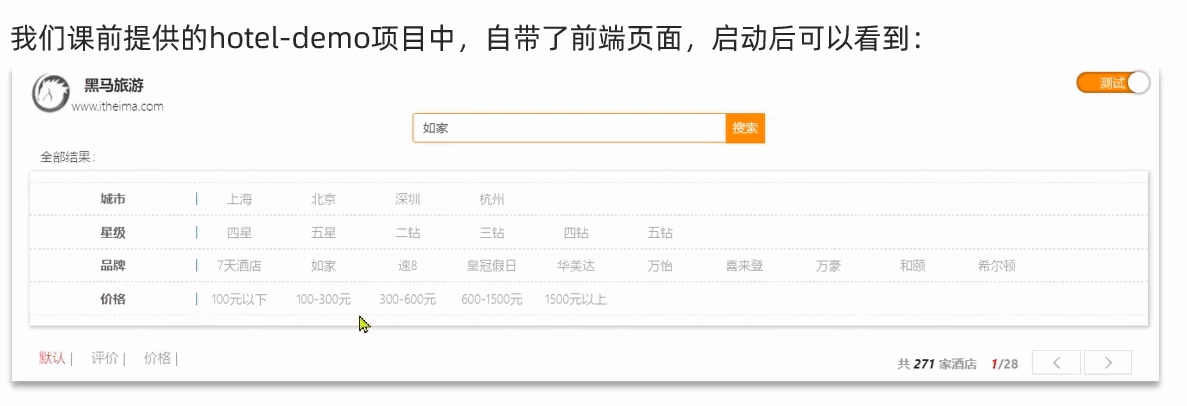 我们课前提供的hotel-demo项目中，自带了前端页面，启动后可以看到：
黑马旅游
www.itheima.com
测试
如家 搜索
全部结果:
城市 | 上海 北京 深圳 杭州
星级 | 四星 五星 二钻 三钻 四钻 五钻
品牌 | 7天酒店 如家 速8 皇冠假日 华美达 万怡 喜来登 万豪 和颐 希尔顿
价格 | 100元以下 100-300元 300-600元 600-1500元 1500元以上
默认 | 评价 | 价格 | 共 271 家酒店 1/28 < >